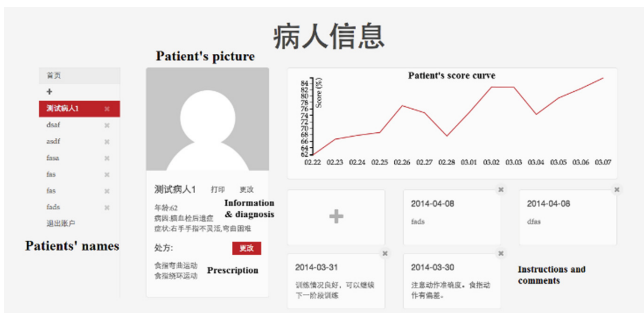 病人信息
Patient's picture
首页
+
测试病人1
dsaf
asdf
fasa
fas
fas
fads
退出账户
Patients' names
测试病人1 打印 更改
年龄:62
病因:脑血栓后遗症
症状:右手手指不灵活,弯曲困难
Information
& diagnosis
处方: 更改
食指弯曲运动
食指绕环运动
Prescription
Patient's score curve
Score (%)
84
82
80
78
76
74
72
70
68
66
64
62
02.22 02.23 02.24 02.25 02.26 02.27 02.28 03.01 03.02 03.03 03.04 03.05 03.06 03.07
+
2014-04-08
fads
2014-04-08
dfas
2014-03-31
训练情况良好，可以继续
下一阶段训练
2014-03-30
注意动作准确度。食指动
作有偏差。
Instructions and
comments